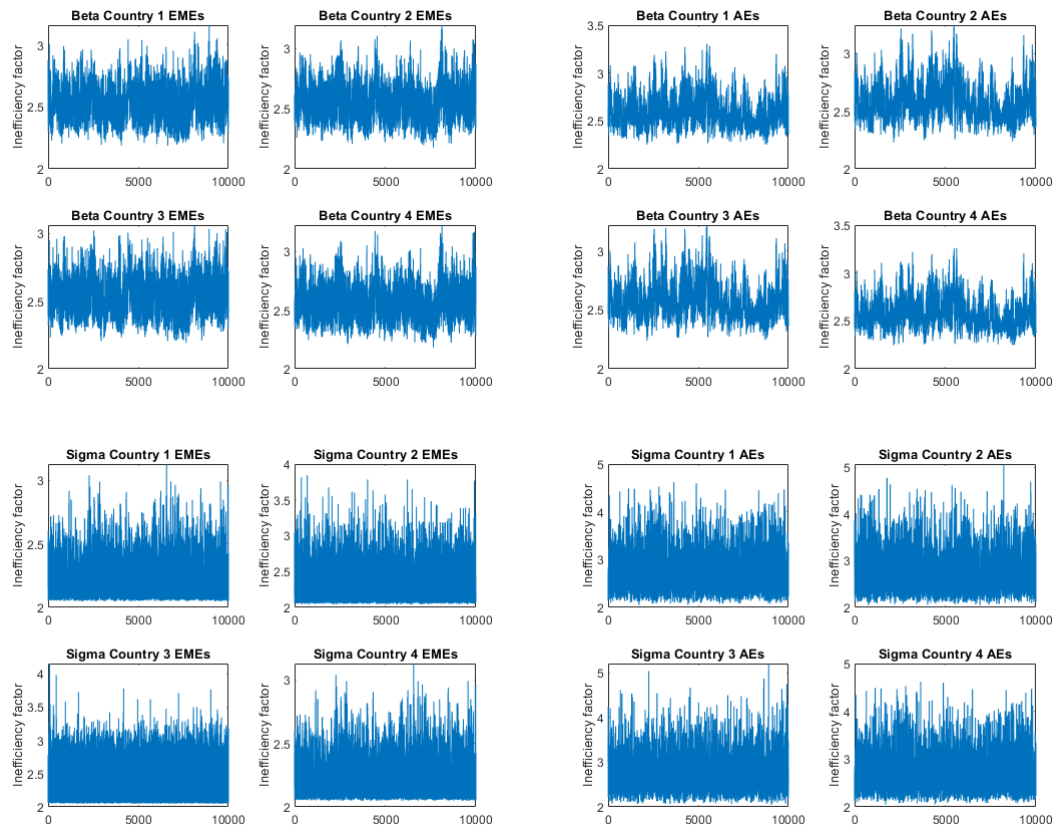 Beta Country 1 EMEs
Inefficiency factor
3
2.5
2
0 5000 10000
Beta Country 2 EMEs
Inefficiency factor
3
2.5
2
0 5000 10000
Beta Country 1 AEs
Inefficiency factor
3.5
3
2.5
2
0 5000 10000
Beta Country 2 AEs
Inefficiency factor
3
2.5
2
0 5000 10000
Beta Country 3 EMEs
Inefficiency factor
3
2.5
2
0 5000 10000
Beta Country 4 EMEs
Inefficiency factor
3
2.5
2
0 5000 10000
Beta Country 3 AEs
Inefficiency factor
3
2.5
2
0 5000 10000
Beta Country 4 AEs
Inefficiency factor
3.5
3
2.5
2
0 5000 10000
Sigma Country 1 EMEs
Inefficiency factor
3
2.5
2
0 5000 10000
Sigma Country 2 EMEs
Inefficiency factor
4
3.5
3
2.5
2
0 5000 10000
Sigma Country 1 AEs
Inefficiency factor
5
4
3
2
0 5000 10000
Sigma Country 2 AEs
Inefficiency factor
5
4
3
2
0 5000 10000
Sigma Country 3 EMEs
Inefficiency factor
4
3.5
3
2.5
2
0 5000 10000
Sigma Country 4 EMEs
Inefficiency factor
3
2.5
2
0 5000 10000
Sigma Country 3 AEs
Inefficiency factor
5
4
3
2
0 5000 10000
Sigma Country 4 AEs
Inefficiency factor
5
4
3
2
0 5000 10000